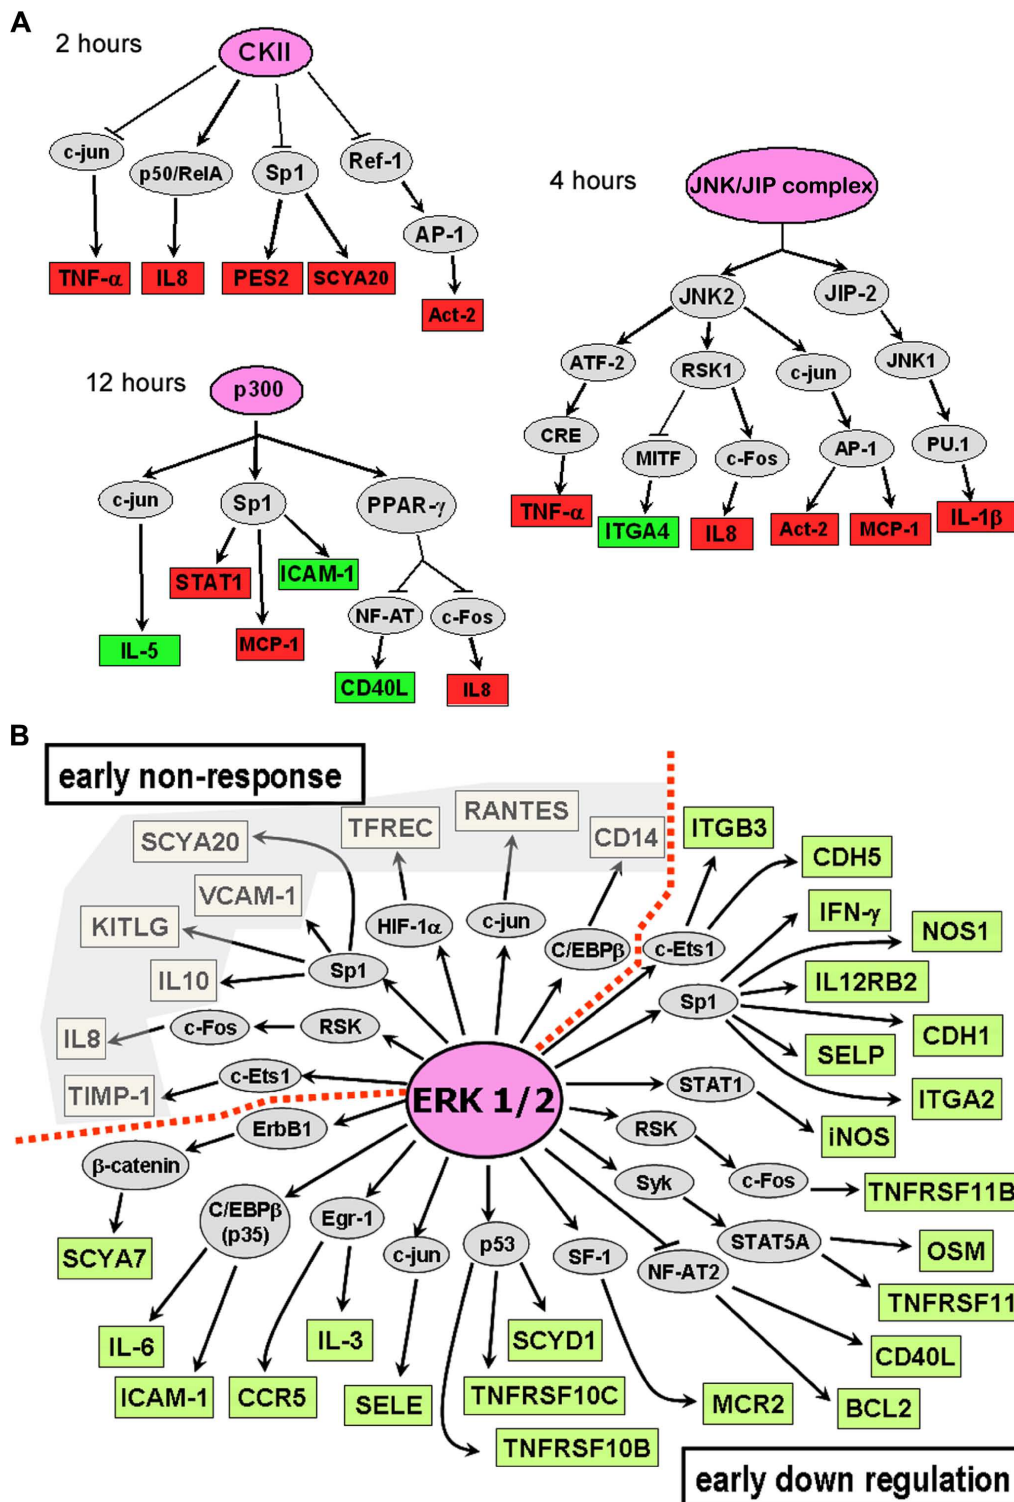 A
2 hours
CKII
c-jun
p50/RelA
Sp1
Ref-1
AP-1
TNF-α
IL8
PES2
SCYA20
Act-2
4 hours
JNK/JIP complex
JNK2
JIP-2
ATF-2
RSK1
c-jun
JNK1
CRE
MITF
c-Fos
AP-1
PU.1
TNF-α
ITGA4
IL8
Act-2
MCP-1
IL-1β
12 hours
p300
c-jun
Sp1
PPAR-γ
STAT1
ICAM-1
NF-AT
c-Fos
IL-5
MCP-1
CD40L
IL8
B
early non-response
SCYA20
TFREC
RANTES
CD14
VCAM-1
KITLG
IL10
IL8
TIMP-1
HIF-1α
c-jun
C/EBPβ
Sp1
c-Fos
RSK
c-Ets1
ERK 1/2
ITGB3
CDH5
IFN-γ
NOS1
IL12RB2
CDH1
SELP
ITGA2
iNOS
c-Ets1
Sp1
STAT1
RSK
c-Fos
TNFRSF11B
Syk
STAT5A
OSM
TNFRSF11
NF-AT2
CD40L
BCL2
SF-1
MCR2
p53
SCYD1
TNFRSF10C
TNFRSF10B
c-jun
SELE
Egr-1
IL-3
CCR5
C/EBPβ
(p35)
IL-6
ICAM-1
ErbB1
β-catenin
SCYA7
early down regulation